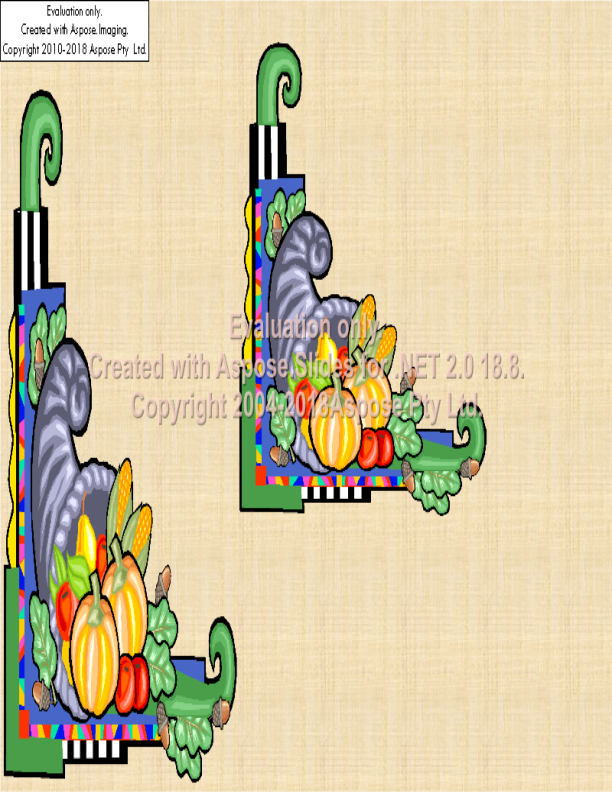 Evaluation only.
Created with Aspose.Imaging.
Copyright 2010-2018 Aspose Pty Ltd.
Evaluation only.
Created with Aspose.Slides for .NET 2.0 18.8.
Copyright 2004-2018Aspose Pty Ltd.